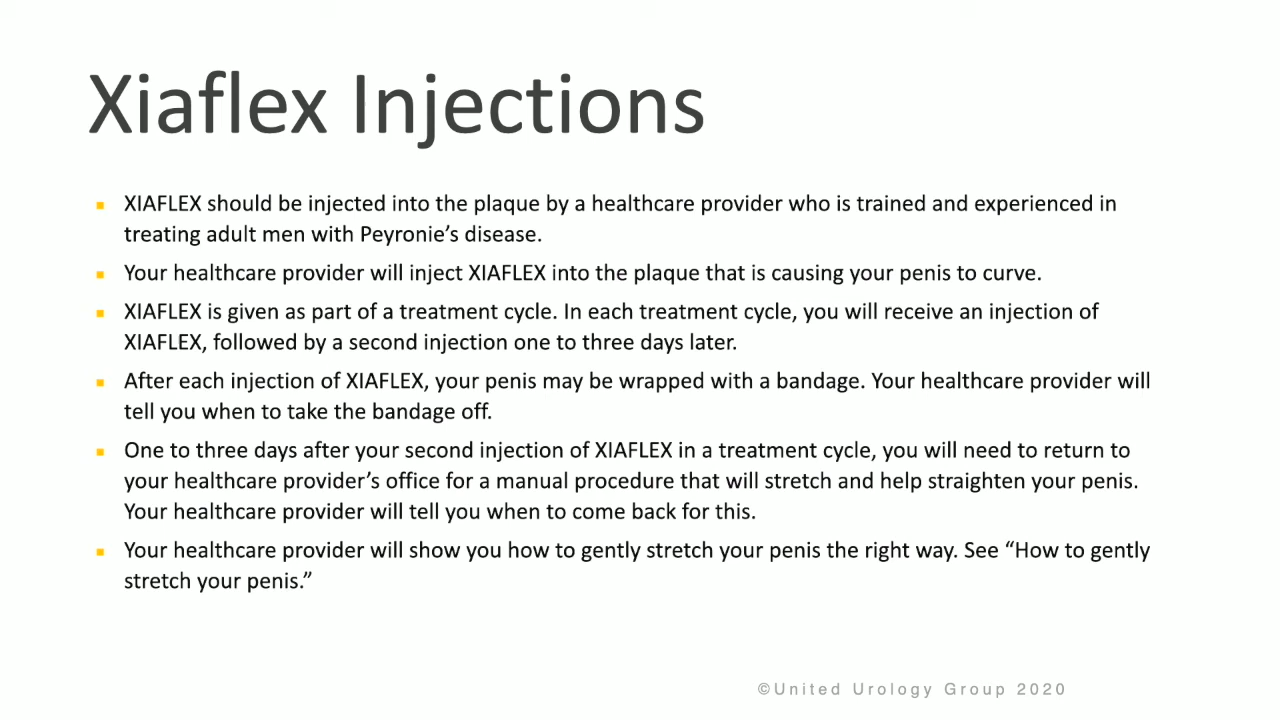 Xiaflex Injections
XIAFLEX should be injected into the plaque by a healthcare provider who is trained and experienced in
treating adult men with Peyronie’s disease.
Your healthcare provider will inject XIAFLEX into the plaque that is causing your penis to curve.
XIAFLEX is given as part of a treatment cycle. In each treatment cycle, you will receive an injection of
XIAFLEX, followed by a second injection one to three days later.
After each injection of XIAFLEX, your penis may be wrapped with a bandage. Your healthcare provider will
tell you when to take the bandage off.
One to three days after your second injection of XIAFLEX in a treatment cycle, you will need to return to
your healthcare provider’s office for a manual procedure that will stretch and help straighten your penis.
Your healthcare provider will tell you when to come back for this.
Your healthcare provider will show you how to gently stretch your penis the right way. See “How to gently
stretch your penis.”
©United Urology Group 2020